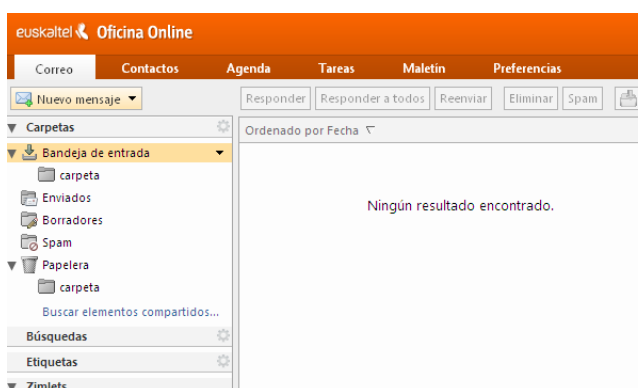 euskaltel Oficina Online
Correo Contactos Agenda Tareas Maletín Preferencias
Nuevo mensaje Responder Responder a todos Reenviar Eliminar Spam
Carpetas
Ordenado por Fecha
Bandeja de entrada
carpeta
Enviados
Ningún resultado encontrado.
Borradores
Spam
Papelera
carpeta
Buscar elementos compartidos...
Búsquedas
Etiquetas
Zimlets